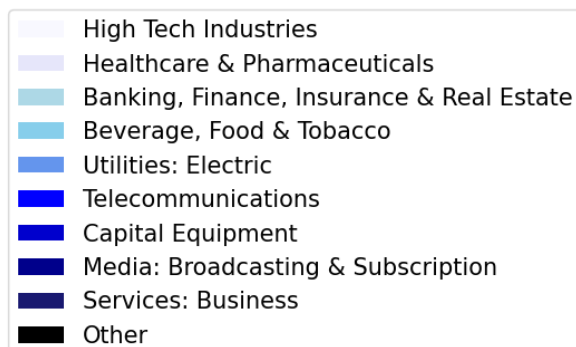 High Tech Industries
Healthcare & Pharmaceuticals
Banking, Finance, Insurance & Real Estate
Beverage, Food & Tobacco
Utilities: Electric
Telecommunications
Capital Equipment
Media: Broadcasting & Subscription
Services: Business
Other